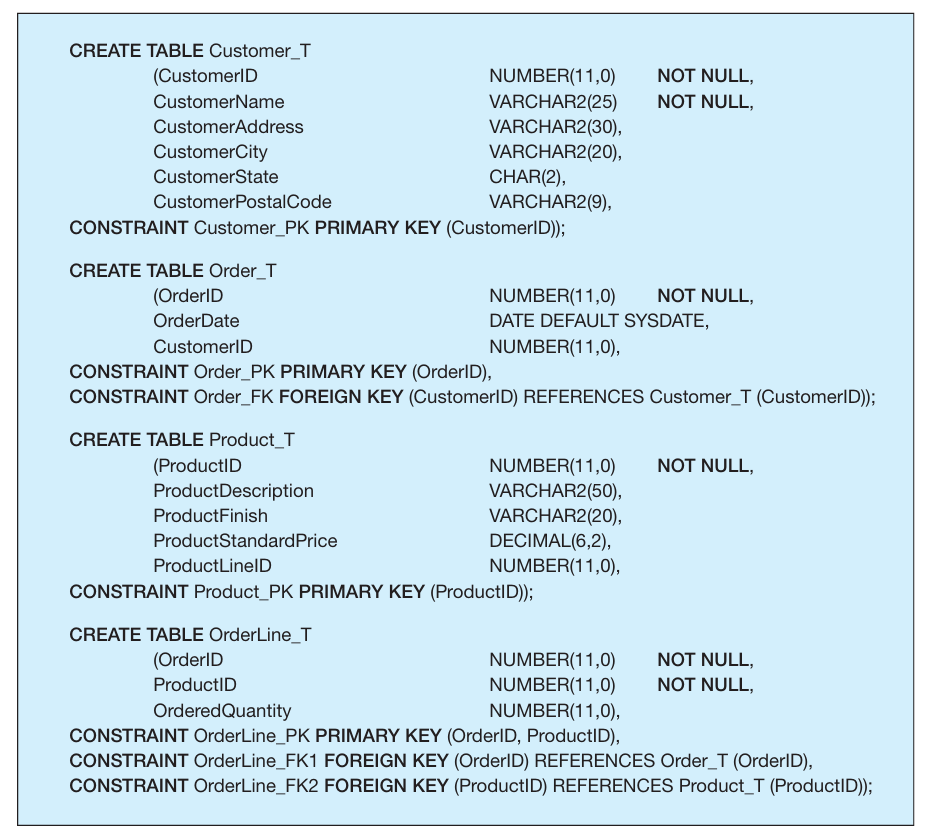 CREATE TABLE Customer_T
(CustomerID NUMBER(11,0) NOT NULL,
CustomerName VARCHAR2(25) NOT NULL,
CustomerAddress VARCHAR2(30),
CustomerCity VARCHAR2(20),
CustomerState CHAR(2),
CustomerPostalCode VARCHAR2(9),
CONSTRAINT Customer_PK PRIMARY KEY (CustomerID));
CREATE TABLE Order_T
(OrderID NUMBER(11,0) NOT NULL,
OrderDate DATE DEFAULT SYSDATE,
CustomerID NUMBER(11,0),
CONSTRAINT Order_PK PRIMARY KEY (OrderID),
CONSTRAINT Order_FK FOREIGN KEY (CustomerID) REFERENCES Customer_T (CustomerID));
CREATE TABLE Product_T
(ProductID NUMBER(11,0) NOT NULL,
ProductDescription VARCHAR2(50),
ProductFinish VARCHAR2(20),
ProductStandardPrice DECIMAL(6,2),
ProductLineID NUMBER(11,0),
CONSTRAINT Product_PK PRIMARY KEY (ProductID));
CREATE TABLE OrderLine_T
(OrderID NUMBER(11,0) NOT NULL,
ProductID NUMBER(11,0) NOT NULL,
OrderedQuantity NUMBER(11,0),
CONSTRAINT OrderLine_PK PRIMARY KEY (OrderID, ProductID),
CONSTRAINT OrderLine_FK1 FOREIGN KEY (OrderID) REFERENCES Order_T (OrderID),
CONSTRAINT OrderLine_FK2 FOREIGN KEY (ProductID) REFERENCES Product_T (ProductID));